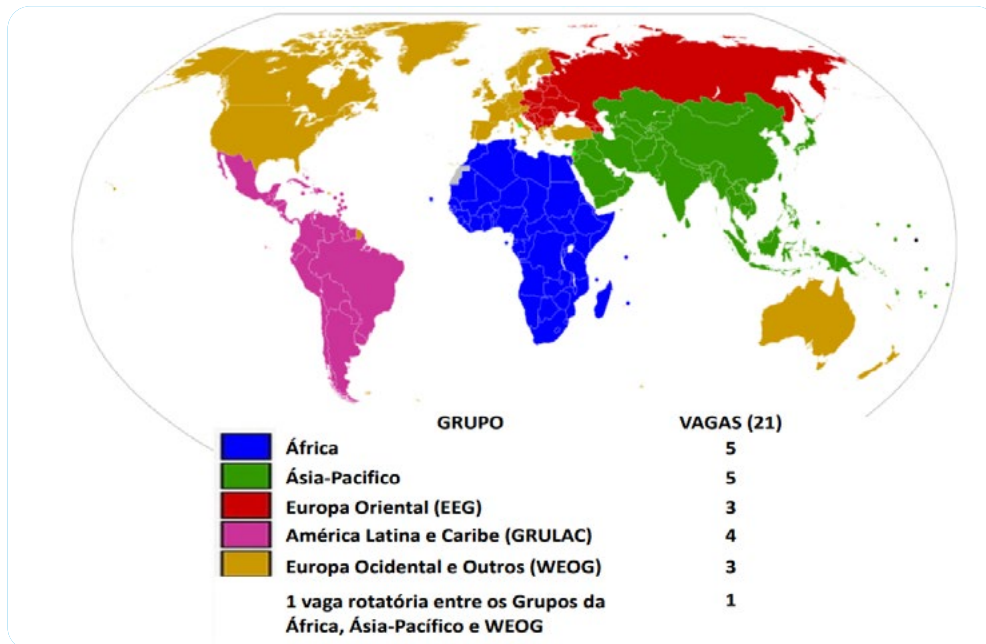 GRUPO VAGAS (21)
África 5
Ásia-Pacifico 5
Europa Oriental (EEG) 3
América Latina e Caribe (GRULAC) 4
Europa Ocidental e Outros (WEOG) 3
1 vaga rotatória entre os Grupos da 1
África, Ásia-Pacífico e WEOG